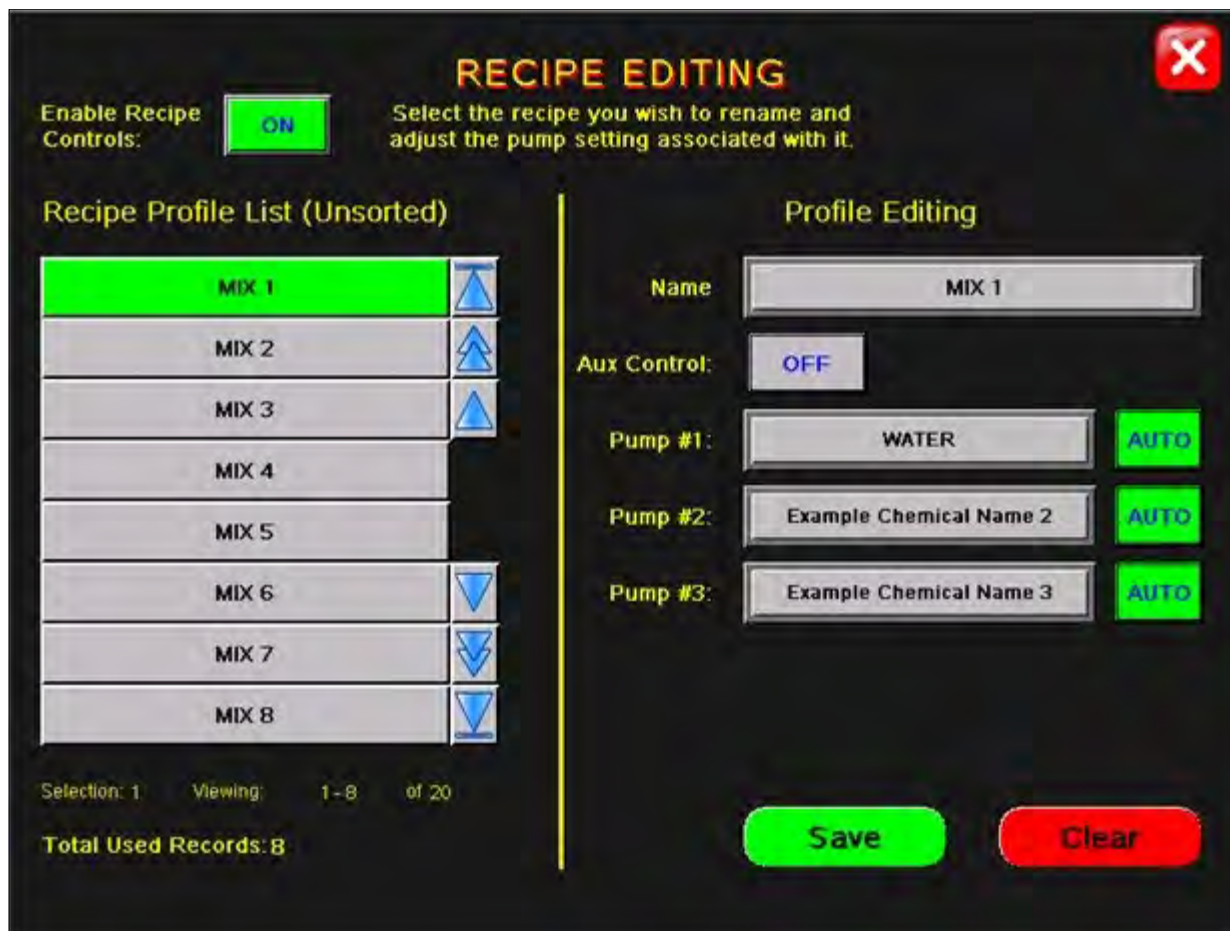 RECIPE EDITING
Enable Recipe
Controls:
ON
Select the recipe you wish to rename and
adjust the pump setting associated with it.
Recipe Profile List (Unsorted)
MIX 1
MIX 2
MIX 3
MIX 4
MIX 5
MIX 6
MIX 7
MIX 8
Selection: 1 Viewing: 1-8 of 20
Total Used Records: 8
Profile Editing
Name MIX 1
Aux Control: OFF
Pump #1: WATER AUTO
Pump #2: Example Chemical Name 2 AUTO
Pump #3: Example Chemical Name 3 AUTO
Save Clear